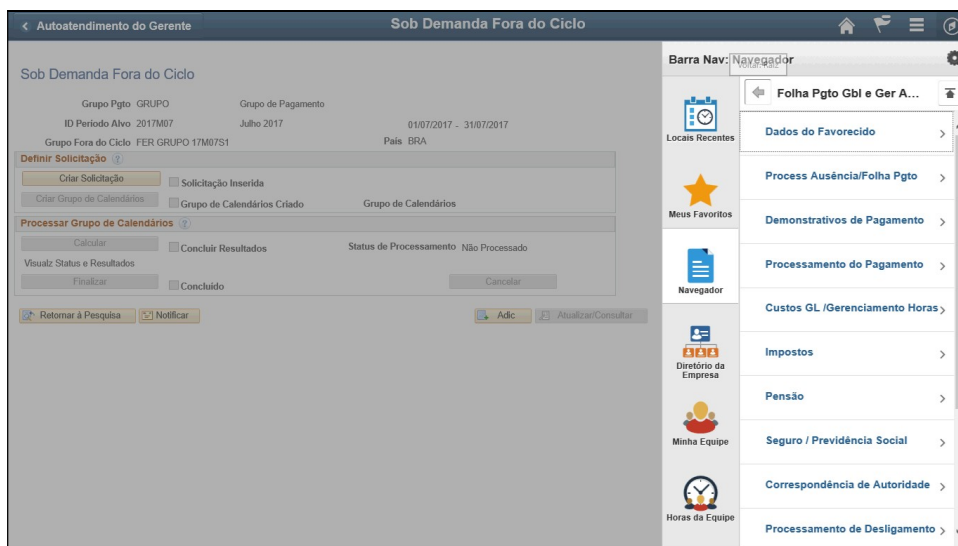 Autoatendimento do Gerente
Sob Demanda Fora do Ciclo
Sob Demanda Fora do Ciclo
Grupo Pgto GRUPO Grupo de Pagamento
ID Período Alvo 2017M07 Julho 2017 01/07/2017 - 31/07/2017
Grupo Fora do Ciclo FER GRUPO 17M07S1 País BRA
Definir Solicitação
Criar Solicitação Solicitação Inserida
Criar Grupo de Calendários Grupo de Calendários Criado Grupo de Calendários
Processar Grupo de Calendários
Calcular Concluir Resultados Status de Processamento Não Processado
Visualz Status e Resultados
Finalizar Concluído Cancelar
Retornar à Pesquisa Notificar Adic Atualizar/Consultar
Barra Nav: Navegador
Voltar: Raiz
Locais Recentes
Meus Favoritos
Navegador
Diretório da
Empresa
Minha Equipe
Horas da Equipe
Folha Pgto Gbl e Ger A...
Dados do Favorecido
Process Ausência/Folha Pgto
Demonstrativos de Pagamento
Processamento do Pagamento
Custos GL /Gerenciamento Horas
Impostos
Pensão
Seguro / Previdência Social
Correspondência de Autoridade
Processamento de Desligamento